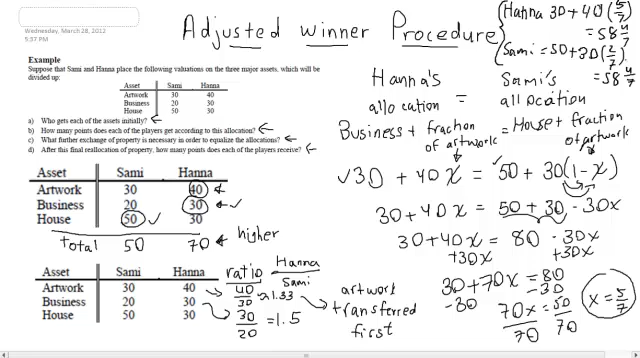 Adjusted winner Procedure
Wednesday, March 28, 2012
5:37 PM
Hanna 30 + 40(5/7)
= 58 4/7
Sami = 50 + 30(2/7)
= 58 4/7
Example
Suppose that Sami and Hanna place the following valuations on the three major assets, which will be
divided up:
Asset Sami Hanna
Artwork 30 40
Business 20 30
House 50 30
a) Who gets each of the assets initially?
b) How many points does each of the players get according to this allocation?
c) What further exchange of property is necessary in order to equalize the allocations?
d) After this final reallocation of property, how many points does each of the players receive?
Asset Sami Hanna
Artwork 30 40
Business 20 30
House 50 30
Total 50 70 higher
Asset Sami Hanna
Artwork 30 40
Business 20 30
House 50 30
ratio Hanna/Sami
40/30 ≈ 1.33
30/20 = 1.5
artwork
transferred
first
Hanna's Sami's
allocation = allocation
Business + fraction of artwork = House + fraction of artwork
30 + 40x = 50 + 30(1 - x)
30 + 40x = 50 + 30 - 30x
30 + 40x = 80 - 30x
+30x +30x
30 + 70x = 80
-30 -30
70x = 50
70 70
x = 5/7